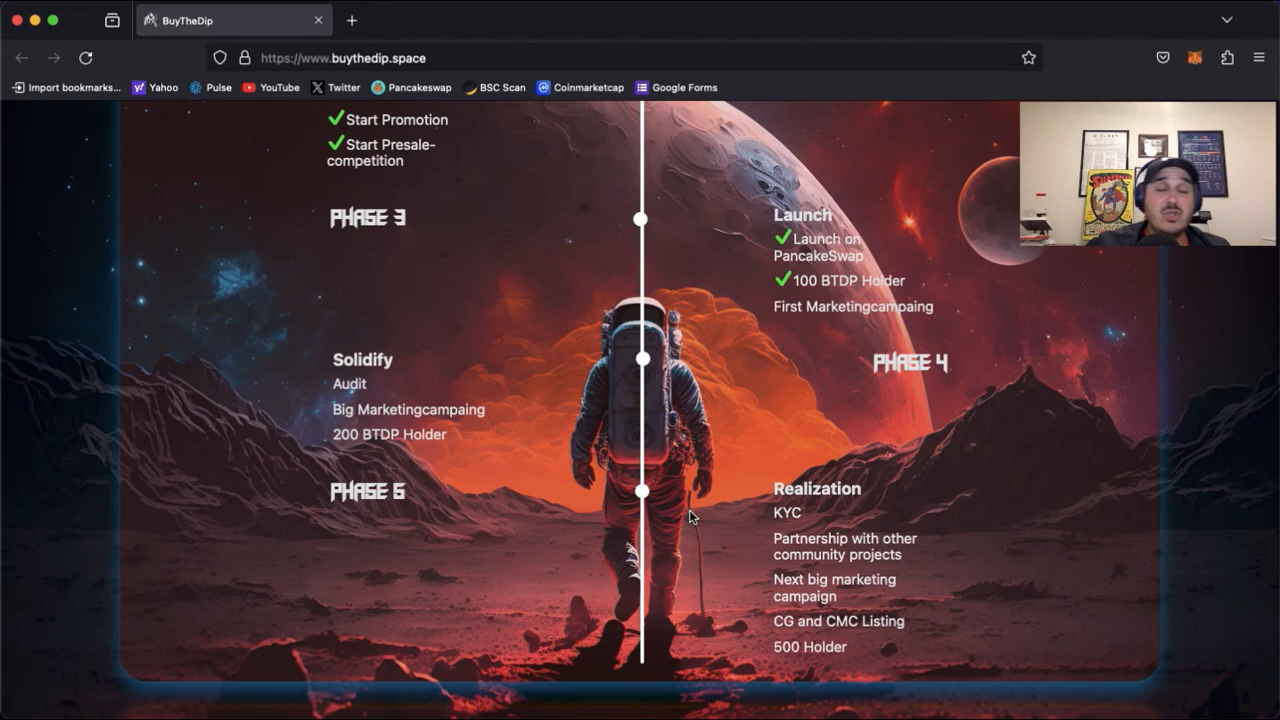 BuyTheDip
https://www.buythedip.space
Import bookmarks...
Yahoo
Pulse
YouTube
Twitter
Pancakeswap
BSC Scan
Coinmarketcap
Google Forms
Start Promotion
Start Presale-
competition
PHASE 3
Launch
Launch on
PancakeSwap
100 BTDP Holder
First Marketingcampaing
Solidify
Audit
Big Marketingcampaing
200 BTDP Holder
PHASE 4
PHASE 5
Realization
KYC
Partnership with other
community projects
Next big marketing
campaign
CG and CMC Listing
500 Holder
SUPERMAN